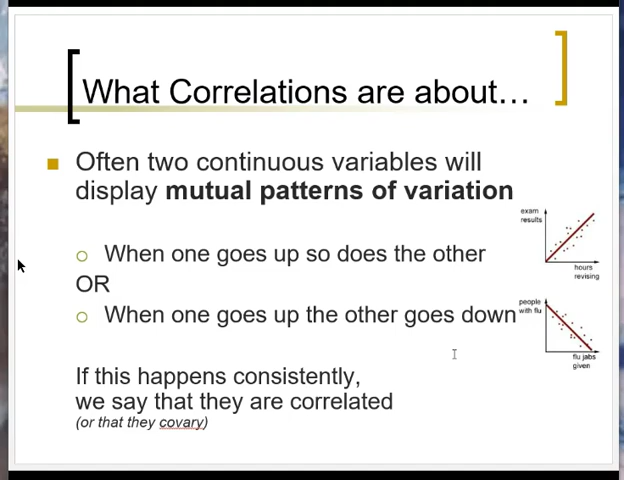 What Correlations are about…
Often two continuous variables will
display mutual patterns of variation
When one goes up so does the other
OR
When one goes up the other goes down
If this happens consistently,
we say that they are correlated
(or that they covary)
exam
results
hours
revising
people
with flu
flu jabs
given